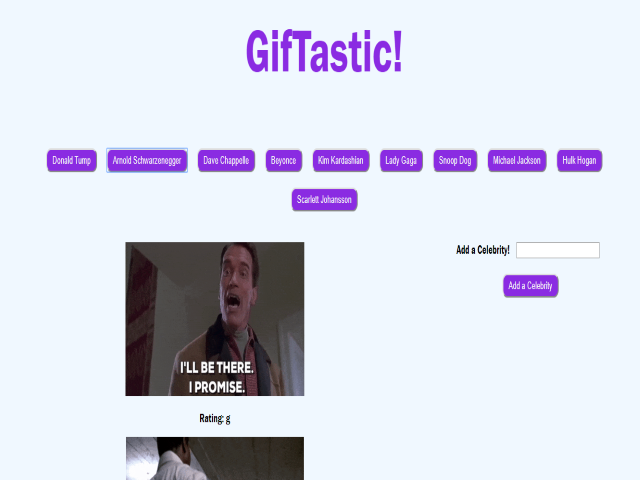 GifTastic!
Donald Trump Arnold Schwarzenegger Dave Chappelle Beyonce Kim Kardashian Lady Gaga Snoop Dog Michael Jackson Hulk Hogan
Scarlett Johansson
Add a Celebrity!
Add a Celebrity
I'LL BE THERE.
I PROMISE.
Rating: g